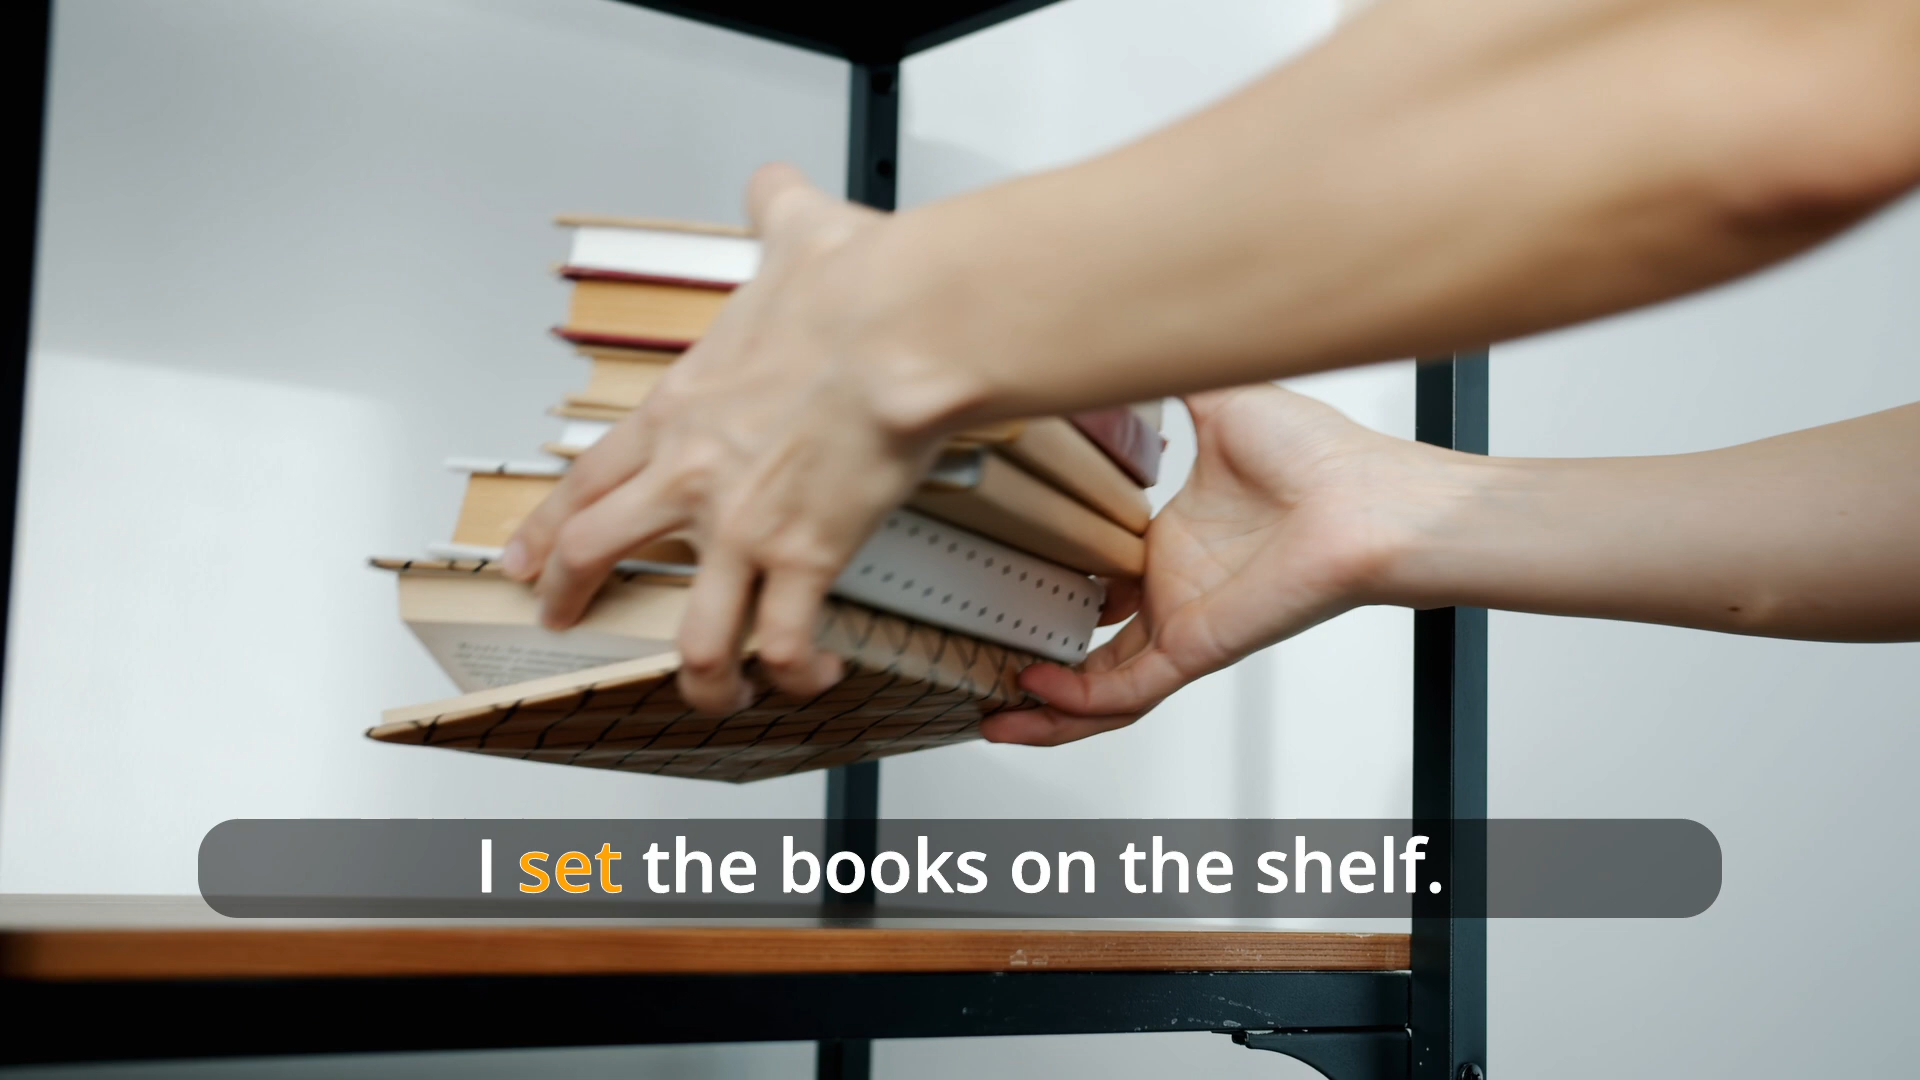 I set the books on the shelf.